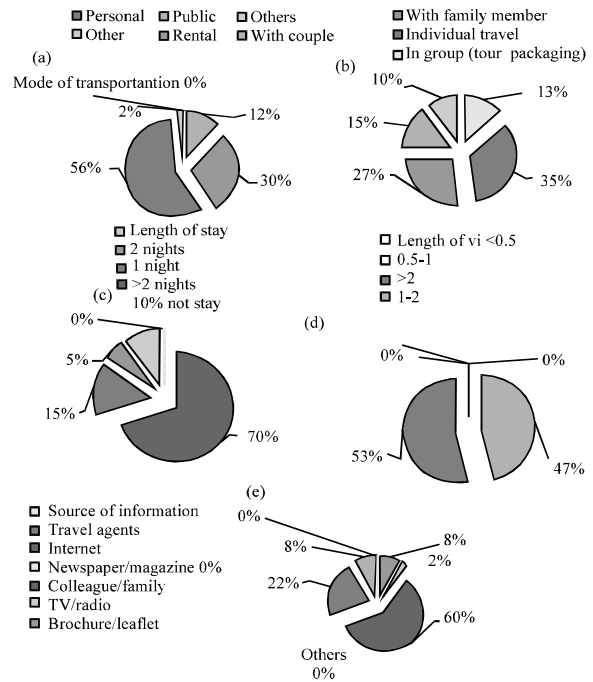 Personal Public Others
Other Rental With couple
With family member
Individual travel
In group (tour packaging)
(a)
Mode of transportantion 0%
2%
12%
56%
30%
(b)
10%
13%
15%
27%
35%
Length of stay
2 nights
1 night
>2 nights
10% not stay
Length of vi <0.5
0.5-1
>2
1-2
(c)
0%
5%
15%
70%
(d)
0%
0%
53%
47%
Source of information
Travel agents
Internet
Newspaper/magazine 0%
Colleague/family
TV/radio
Brochure/leaflet
(e)
0%
8%
8%
2%
22%
60%
Others
0%